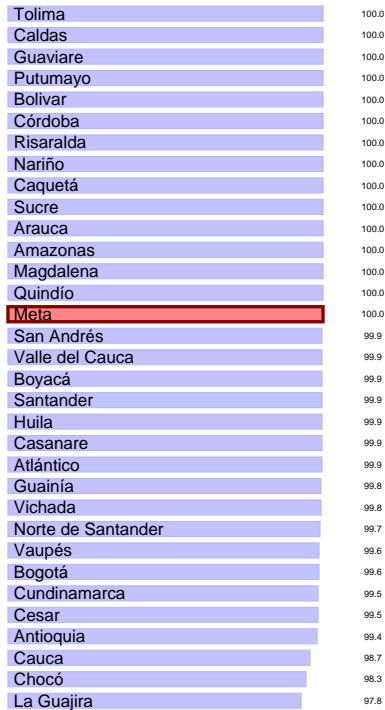 Tolima 100.0
Caldas 100.0
Guaviare 100.0
Putumayo 100.0
Bolivar 100.0
Córdoba 100.0
Risaralda 100.0
Nariño 100.0
Caquetá 100.0
Sucre 100.0
Arauca 100.0
Amazonas 100.0
Magdalena 100.0
Quindío 100.0
Meta 100.0
San Andrés 99.9
Valle del Cauca 99.9
Boyacá 99.9
Santander 99.9
Huila 99.9
Casanare 99.9
Atlántico 99.9
Guainía 99.8
Vichada 99.8
Norte de Santander 99.7
Vaupés 99.6
Bogotá 99.6
Cundinamarca 99.5
Cesar 99.5
Antioquia 99.4
Cauca 98.7
Chocó 98.3
La Guajira 97.8